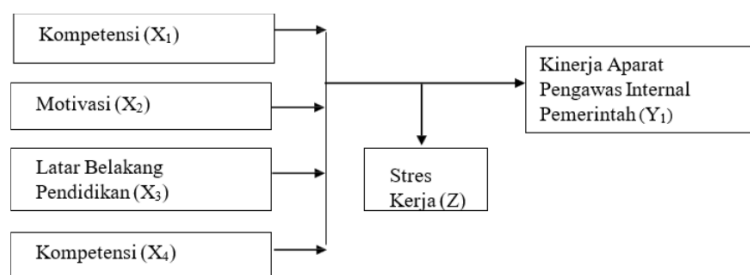 Kompetensi (X₁)
Motivasi (X₂)
Latar Belakang
Pendidikan (X₃)
Kompetensi (X₄)
Stres
Kerja (Z)
Kinerja Aparat
Pengawas Internal
Pemerintah (Y₁)